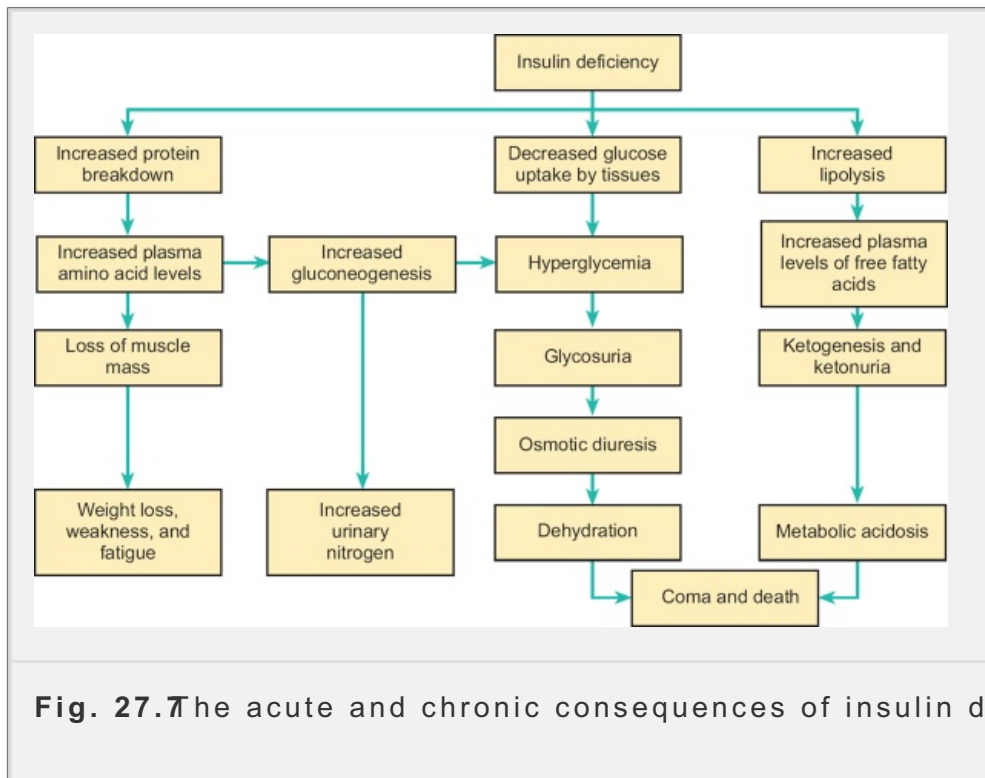 Insulin deficiency
Increased protein
breakdown
Decreased glucose
uptake by tissues
Increased
lipolysis
Increased plasma
amino acid levels
Increased
gluconeogenesis
Hyperglycemia
Increased plasma
levels of free fatty
acids
Loss of muscle
mass
Glycosuria
Ketogenesis and
ketonuria
Osmotic diuresis
Weight loss,
weakness, and
fatigue
Increased
urinary
nitrogen
Dehydration
Metabolic acidosis
Coma and death
Fig. 27.7 The acute and chronic consequences of insulin d